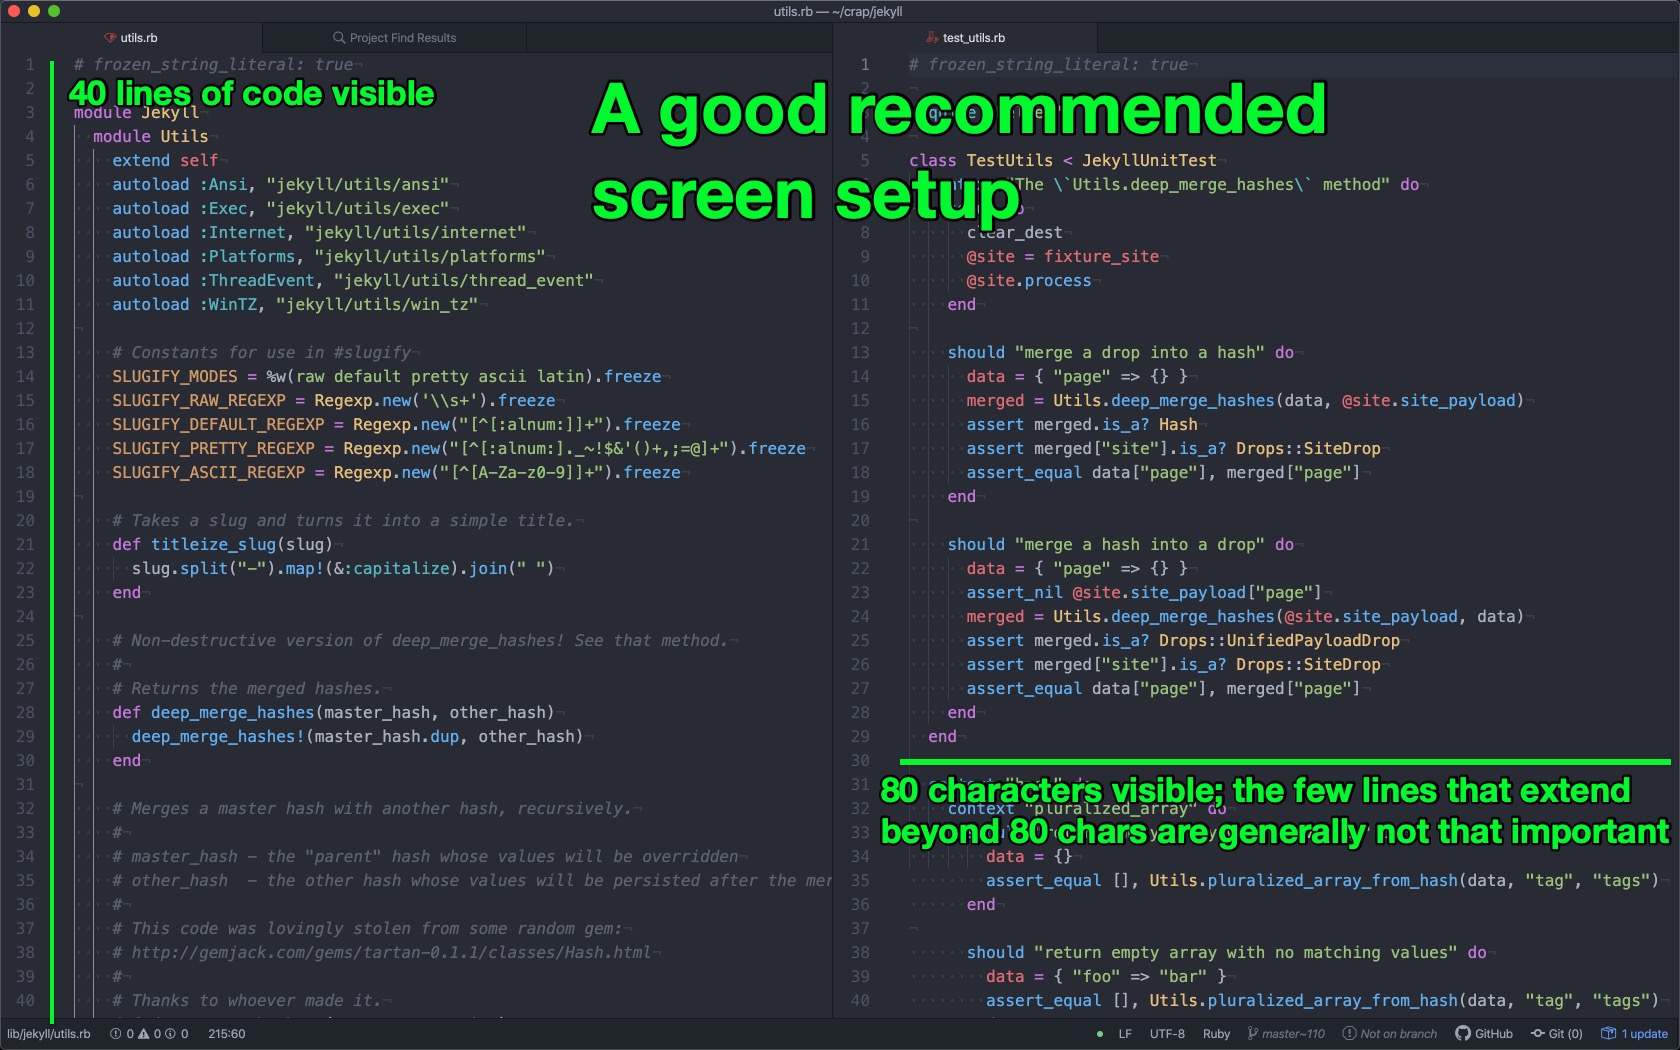 utils.rb — ~/crap/jekyll
utils.rb
Project Find Results
test_utils.rb
A good recommended
screen setup
40 lines of code visible
1 # frozen_string_literal: true
2
3 module Jekyll
4 module Utils
5 extend self
6 autoload :Ansi, "jekyll/utils/ansi"
7 autoload :Exec, "jekyll/utils/exec"
8 autoload :Internet, "jekyll/utils/internet"
9 autoload :Platforms, "jekyll/utils/platforms"
10 autoload :ThreadEvent, "jekyll/utils/thread_event"
11 autoload :WinTZ, "jekyll/utils/win_tz"
12
13 # Constants for use in #slugify
14 SLUGIFY_MODES = %w(raw default pretty ascii latin).freeze
15 SLUGIFY_RAW_REGEXP = Regexp.new('\\s+').freeze
16 SLUGIFY_DEFAULT_REGEXP = Regexp.new("[^[:alnum:]]+").freeze
17 SLUGIFY_PRETTY_REGEXP = Regexp.new("[^[:alnum:]._~!$&'()+,;=@]+").freeze
18 SLUGIFY_ASCII_REGEXP = Regexp.new("[^[A-Za-z0-9]]+").freeze
19
20 # Takes a slug and turns it into a simple title.
21 def titleize_slug(slug)
22 slug.split("-").map!(&:capitalize).join(" ")
23 end
24
25 # Non-destructive version of deep_merge_hashes! See that method.
26 #
27 # Returns the merged hashes.
28 def deep_merge_hashes(master_hash, other_hash)
29 deep_merge_hashes!(master_hash.dup, other_hash)
30 end
31
32 # Merges a master hash with another hash, recursively.
33 #
34 # master_hash - the "parent" hash whose values will be overridden
35 # other_hash  - the other hash whose values will be persisted after the mer
36 #
37 # This code was lovingly stolen from some random gem:
38 # http://gemjack.com/gems/tartan-0.1.1/classes/Hash.html
39 #
40 # Thanks to whoever made it.
1 # frozen_string_literal: true
2
4
5 class TestUtils < JekyllUnitTest
"The \`Utils.deep_merge_hashes\` method" do
8 clear_dest
9 @site = fixture_site
10 @site.process
11 end
12
13 should "merge a drop into a hash" do
14 data = { "page" => {} }
15 merged = Utils.deep_merge_hashes(data, @site.site_payload)
16 assert merged.is_a? Hash
17 assert merged["site"].is_a? Drops::SiteDrop
18 assert_equal data["page"], merged["page"]
19 end
20
21 should "merge a hash into a drop" do
22 data = { "page" => {} }
23 assert_nil @site.site_payload["page"]
24 merged = Utils.deep_merge_hashes(@site.site_payload, data)
25 assert merged.is_a? Drops::UnifiedPayloadDrop
26 assert merged["site"].is_a? Drops::SiteDrop
27 assert_equal data["page"], merged["page"]
28 end
29 end
30
80 characters visible; the few lines that extend
beyond 80 chars are generally not that important
31
32 context "pluralized_array" do
33
34 data = {}
35 assert_equal [], Utils.pluralized_array_from_hash(data, "tag", "tags")
36 end
37
38 should "return empty array with no matching values" do
39 data = { "foo" => "bar" }
40 assert_equal [], Utils.pluralized_array_from_hash(data, "tag", "tags")
lib/jekyll/utils.rb 0 0 0 215:60 LF UTF-8 Ruby master~110 Not on branch GitHub Git (0) 1 update